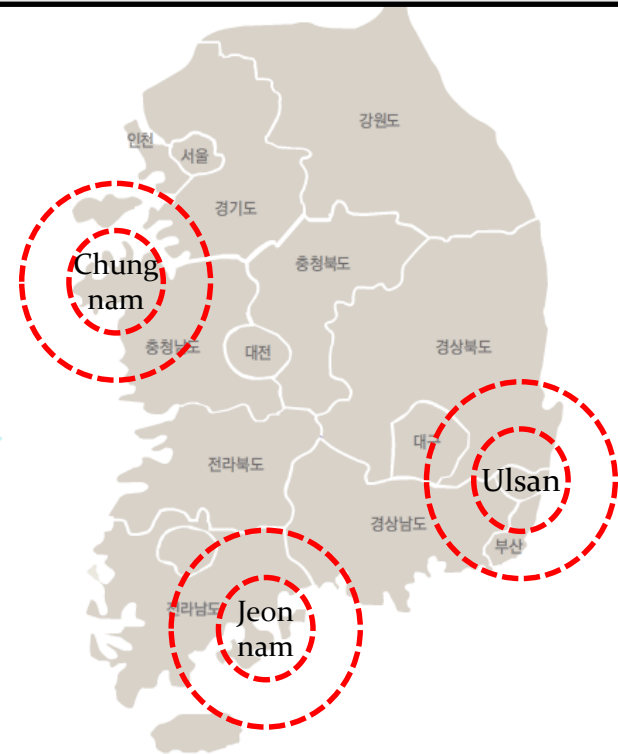 강원도
인천
서울
경기도
Chung
nam
충청북도
충청남도
대전
경상북도
대구
전라북도
Ulsan
경상남도
부산
전라남도
Jeon
nam